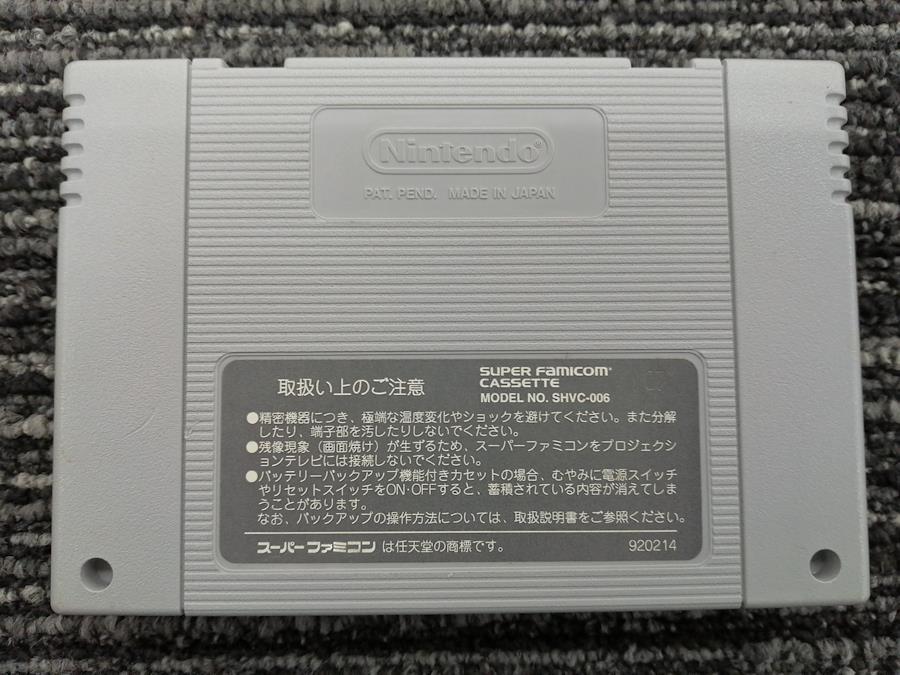 Nintendo®
PAT. PEND. MADE IN JAPAN
取扱い上のご注意
SUPER FAMICOM®
CASSETTE
MODEL NO. SHVC-006
●精密機器につき、極端な温度変化やショックを避けてください。また分解
したり、端子部を汚したりしないでください。
●残像現象（画面焼け）が生ずるため、スーパーファミコンをプロジェクシ
ョンテレビには接続しないでください。
●バッテリーバックアップ機能付きカセットの場合、むやみに電源スイッチ
やリセットスイッチをON·OFFすると、蓄積されている内容が消えてしま
うことがあります。
なお、バックアップの操作方法については、取扱説明書をご参照ください。
スーパーファミコン は任天堂の商標です。
920214